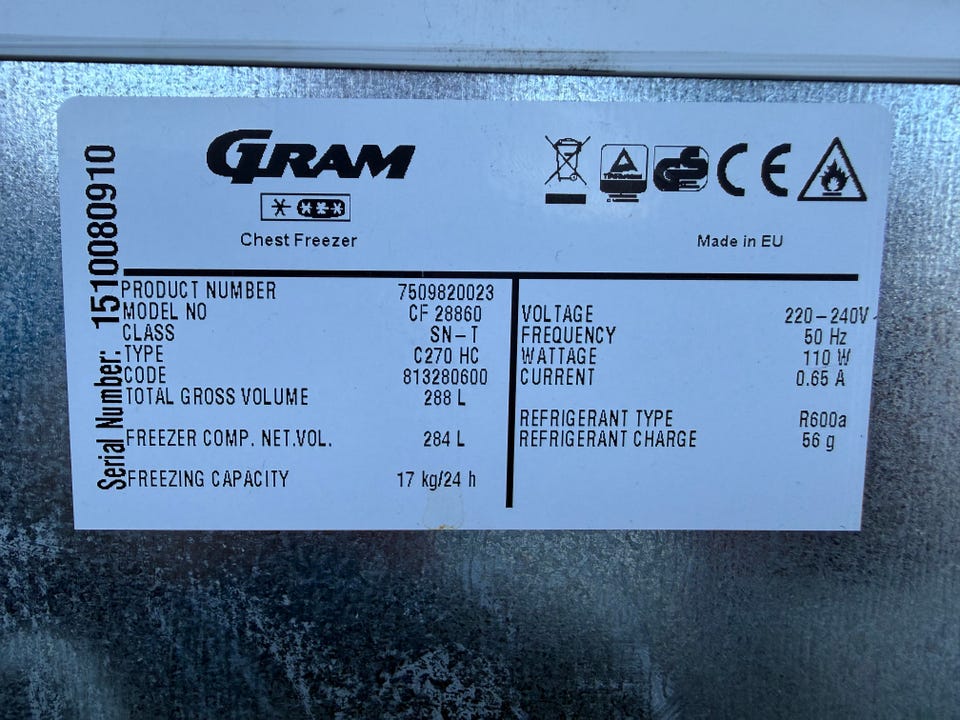 GRAM
Chest Freezer
Made in EU
Serial Number: 1510080910
PRODUCT NUMBER 7509820023
MODEL NO CF 28860
CLASS SN-T
TYPE C270 HC
CODE 813280600
TOTAL GROSS VOLUME 288 L
FREEZER COMP. NET.VOL. 284 L
FREEZING CAPACITY 17 kg/24 h
VOLTAGE 220-240V
FREQUENCY 50 Hz
WATTAGE 110 W
CURRENT 0.65 A
REFRIGERANT TYPE R600a
REFRIGERANT CHARGE 56 g